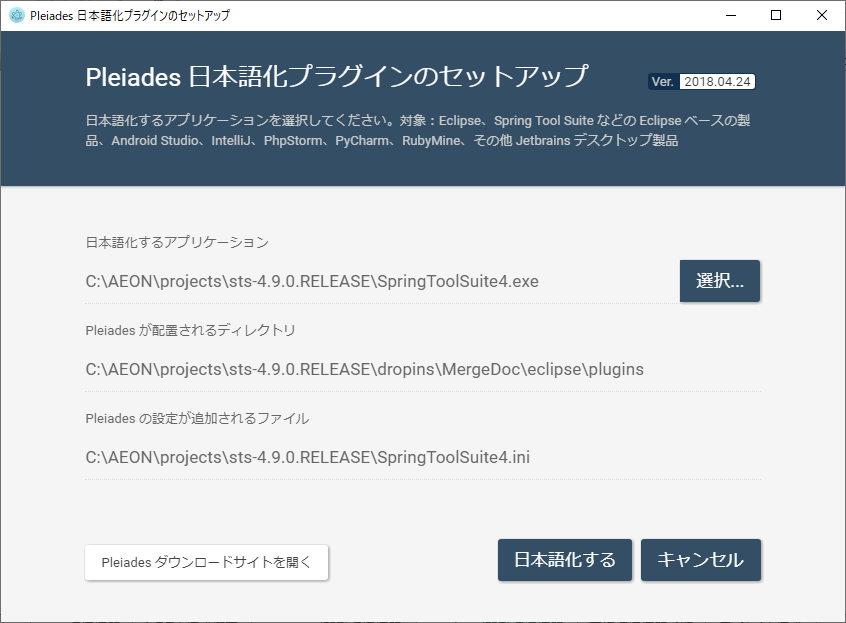 Pleiades 日本語化プラグインのセットアップ
Pleiades 日本語化プラグインのセットアップ
Ver. 2018.04.24
日本語化するアプリケーションを選択してください。対象：Eclipse、Spring Tool Suite などの Eclipse ベースの製
品、Android Studio、IntelliJ、PhpStorm、PyCharm、RubyMine、その他 Jetbrains デスクトップ製品
日本語化するアプリケーション
C:\AEON\projects\sts-4.9.0.RELEASE\SpringToolSuite4.exe
選択...
Pleiades が配置されるディレクトリ
C:\AEON\projects\sts-4.9.0.RELEASE\dropins\MergeDoc\eclipse\plugins
Pleiades の設定が追加されるファイル
C:\AEON\projects\sts-4.9.0.RELEASE\SpringToolSuite4.ini
Pleiades ダウンロードサイトを開く
日本語化する
キャンセル